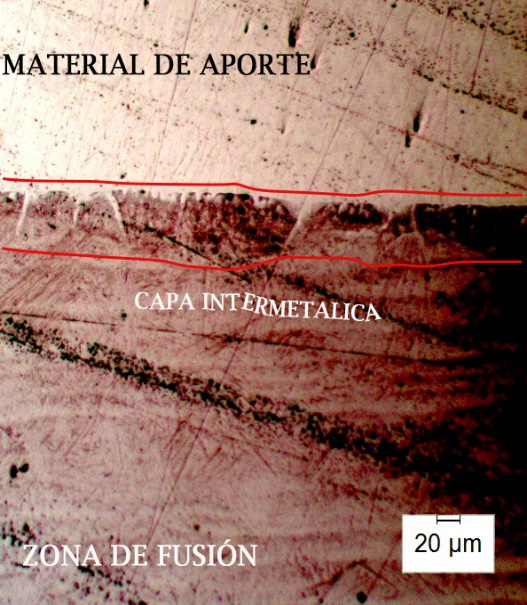 MATERIAL DE APORTE
CAPA INTERMETALICA
ZONA DE FUSIÓN
20 µm